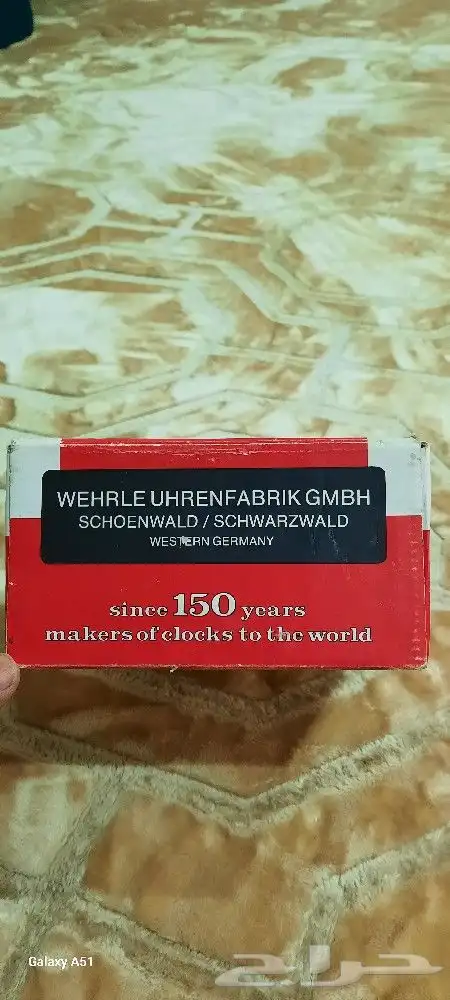 WEHRLE UHRENFABRIK GMBH
SCHOENWALD / SCHWARZWALD
WESTERN GERMANY
since 150 years
makers of clocks to the world
Galaxy A51
حراج